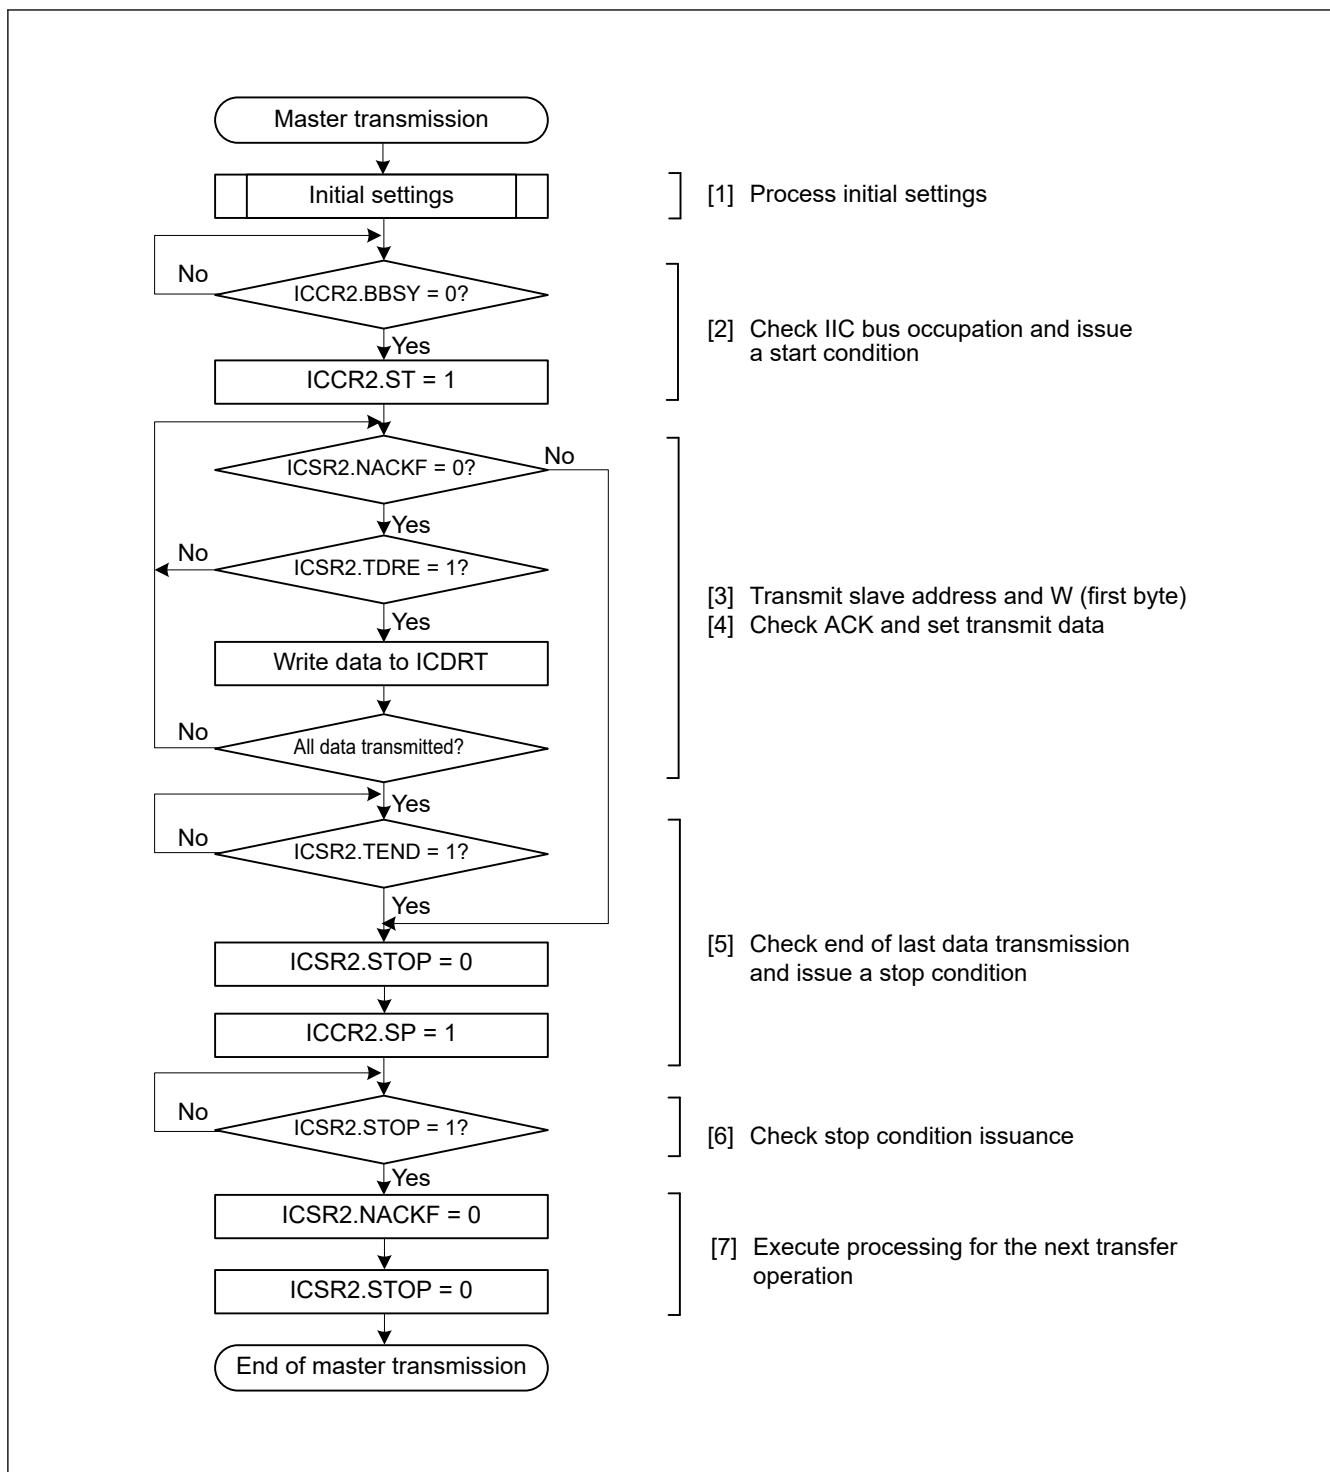 Master transmission
Initial settings
[1] Process initial settings
No
ICCR2.BBSY = 0?
Yes
[2] Check IIC bus occupation and issue
a start condition
ICCR2.ST = 1
ICSR2.NACKF = 0?
No
Yes
No
ICSR2.TDRE = 1?
Yes
[3] Transmit slave address and W (first byte)
[4] Check ACK and set transmit data
Write data to ICDRT
No
All data transmitted?
Yes
No
ICSR2.TEND = 1?
Yes
[5] Check end of last data transmission
and issue a stop condition
ICSR2.STOP = 0
ICCR2.SP = 1
No
ICSR2.STOP = 1?
[6] Check stop condition issuance
Yes
ICSR2.NACKF = 0
[7] Execute processing for the next transfer
operation
ICSR2.STOP = 0
End of master transmission